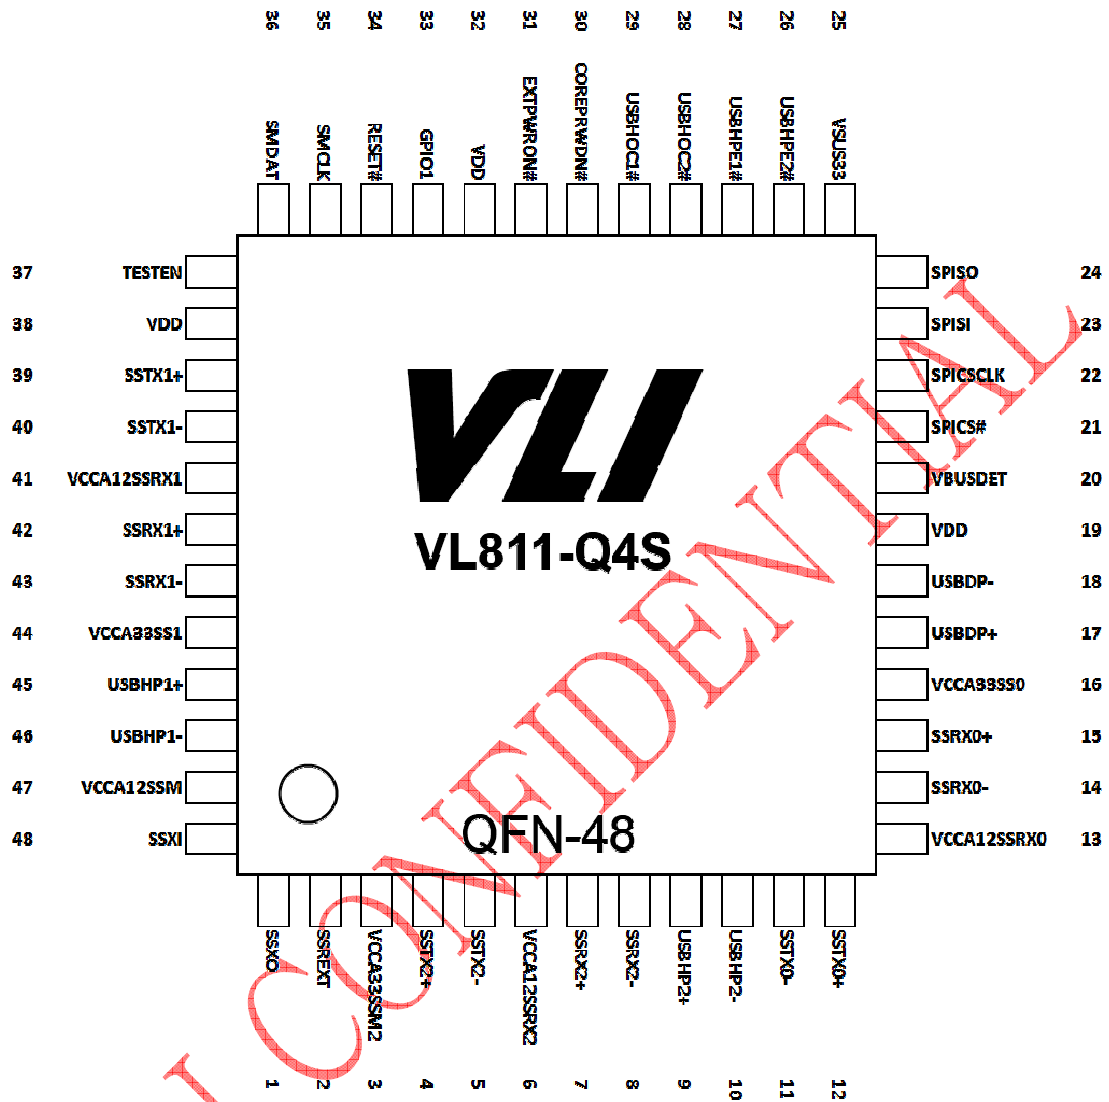 36 35 34 33 32 31 30 29 28 27 26 25
SMDAT SMCLK RESET# GPIO1 VDD EXTPWRON# COREPRWDN# USBHOC1# USBHOC2# USBHPE1# USBHPE2# VSUS33
37 TESTEN SPISO 24
38 VDD SPISI 23
39 SSTX1+ SPICSCLK 22
40 SSTX1- SPICS# 21
41 VCCA12SSRX1 VBUSDET 20
42 SSRX1+ VDD 19
43 SSRX1- USBDP- 18
44 VCCA33SS1 USBDP+ 17
45 USBHP1+ VCCA33SS0 16
46 USBHP1- SSRX0+ 15
47 VCCA12SSM SSRX0- 14
48 SSXI VCCA12SSRX0 13
VLI
VL811-Q4S
QFN-48
SSXO SSREXT VCCA33SSM2 SSTX2+ SSTX2- VCCA12SSRX2 SSRX2+ SSRX2- USBHP2+ USBHP2- SSTX0- SSTX0+
1 2 3 4 5 6 7 8 9 10 11 12
CONFIDENTIAL